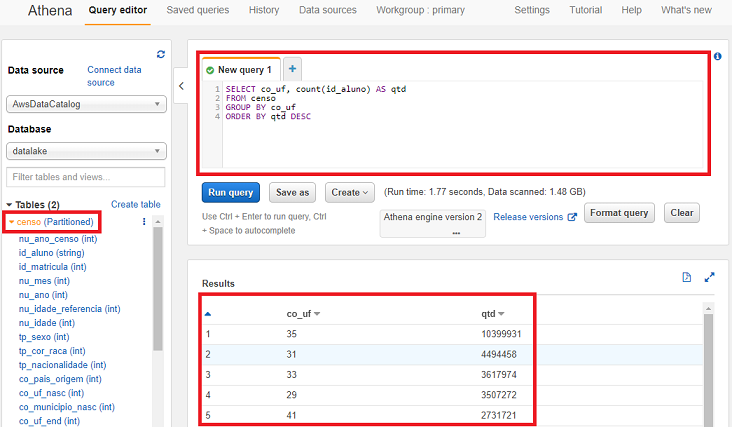 Athena Query editor Saved queries History Data sources Workgroup : primary Settings Tutorial Help What's new
Data source Connect data
source
AwsDataCatalog
Database
datalake
Filter tables and views...
Tables (2) Create table
censo (Partitioned)
nu_ano_censo (int)
id_aluno (string)
id_matricula (int)
nu_mes (int)
nu_ano (int)
nu_idade_referencia (int)
nu_idade (int)
tp_sexo (int)
tp_cor_raca (int)
tp_nacionalidade (int)
co_pais_origem (int)
co_uf_nasc (int)
co_municipio_nasc (int)
co_uf_end (int)
New query 1 +
1 SELECT co_uf, count(id_aluno) AS qtd
2 FROM censo
3 GROUP BY co_uf
4 ORDER BY qtd DESC
Run query Save as Create (Run time: 1.77 seconds, Data scanned: 1.48 GB)
Use Ctrl + Enter to run query, Ctrl
+ Space to autocomplete
Athena engine version 2 Release versions Format query Clear
...
Results
co_uf qtd
1 35 10399931
2 31 4494458
3 33 3617974
4 29 3507272
5 41 2731721